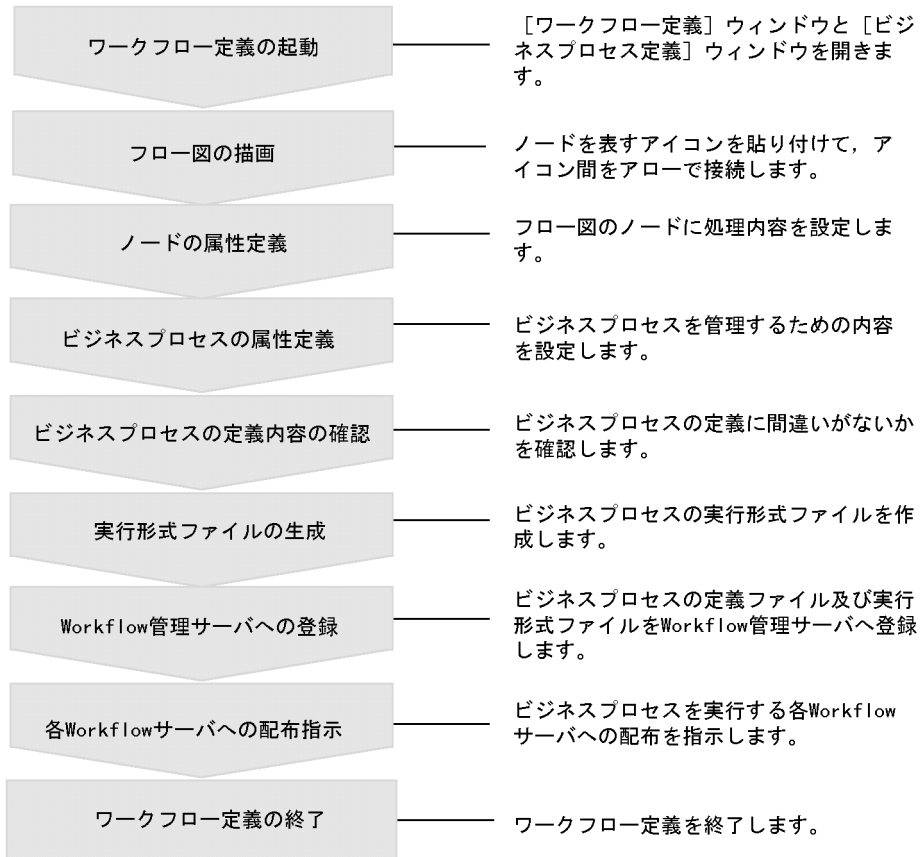 ワークフロー定義の起動
［ワークフロー定義］ウィンドウと［ビジ
ネスプロセス定義］ウィンドウを開きま
す。
フロー図の描画
ノードを表すアイコンを貼り付けて，ア
イコン間をアローで接続します。
ノードの属性定義
フロー図のノードに処理内容を設定しま
す。
ビジネスプロセスの属性定義
ビジネスプロセスを管理するための内容
を設定します。
ビジネスプロセスの定義内容の確認
ビジネスプロセスの定義に間違いがないか
を確認します。
実行形式ファイルの生成
ビジネスプロセスの実行形式ファイルを作
成します。
Workflow管理サーバへの登録
ビジネスプロセスの定義ファイル及び実行
形式ファイルをWorkflow管理サーバへ登録
します。
各Workflowサーバへの配布指示
ビジネスプロセスを実行する各Workflow
サーバへの配布を指示します。
ワークフロー定義の終了
ワークフロー定義を終了します。